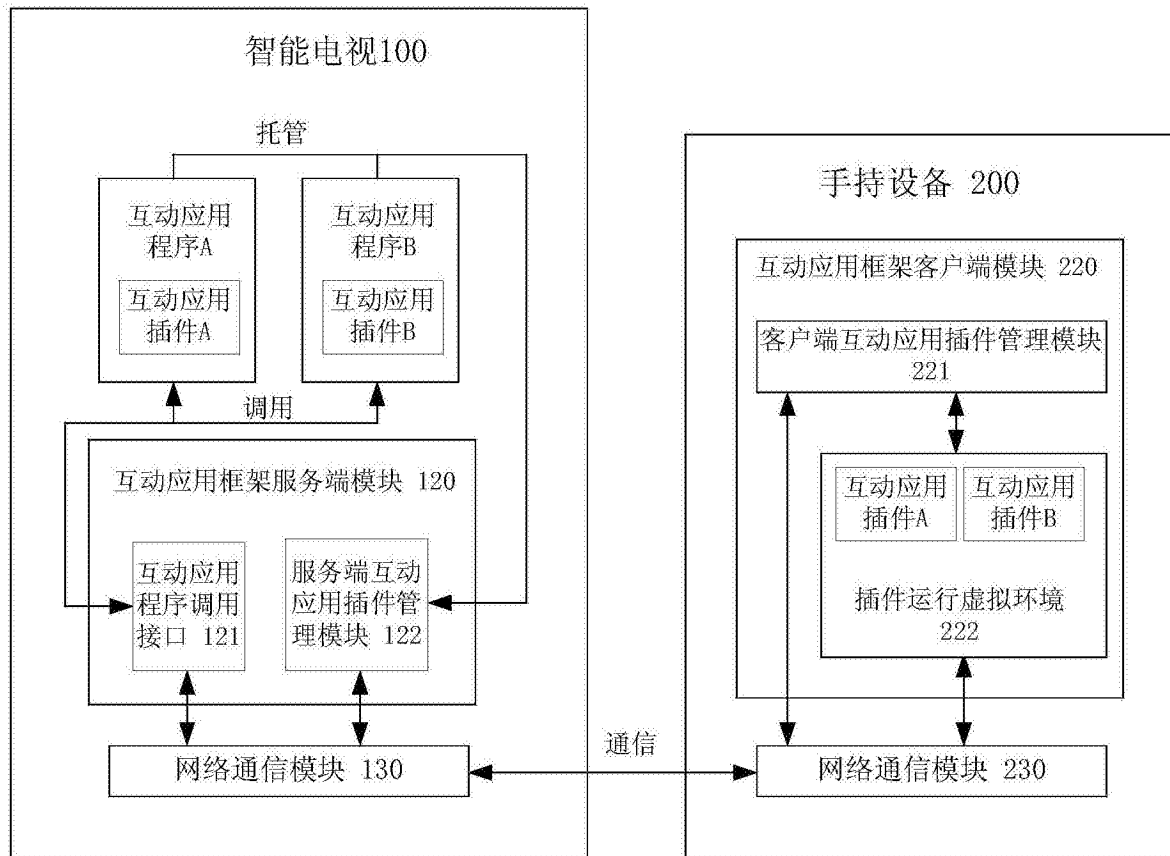 智能电视100
托管
互动应用
程序A
互动应用
插件A
互动应用
程序B
互动应用
插件B
调用
互动应用框架服务端模块 120
互动应用
程序调用
接口 121
服务端互动
应用插件管
理模块 122
网络通信模块 130
通信
手持设备 200
互动应用框架客户端模块 220
客户端互动应用插件管理模块
221
互动应用
插件A
互动应用
插件B
插件运行虚拟环境
222
网络通信模块 230